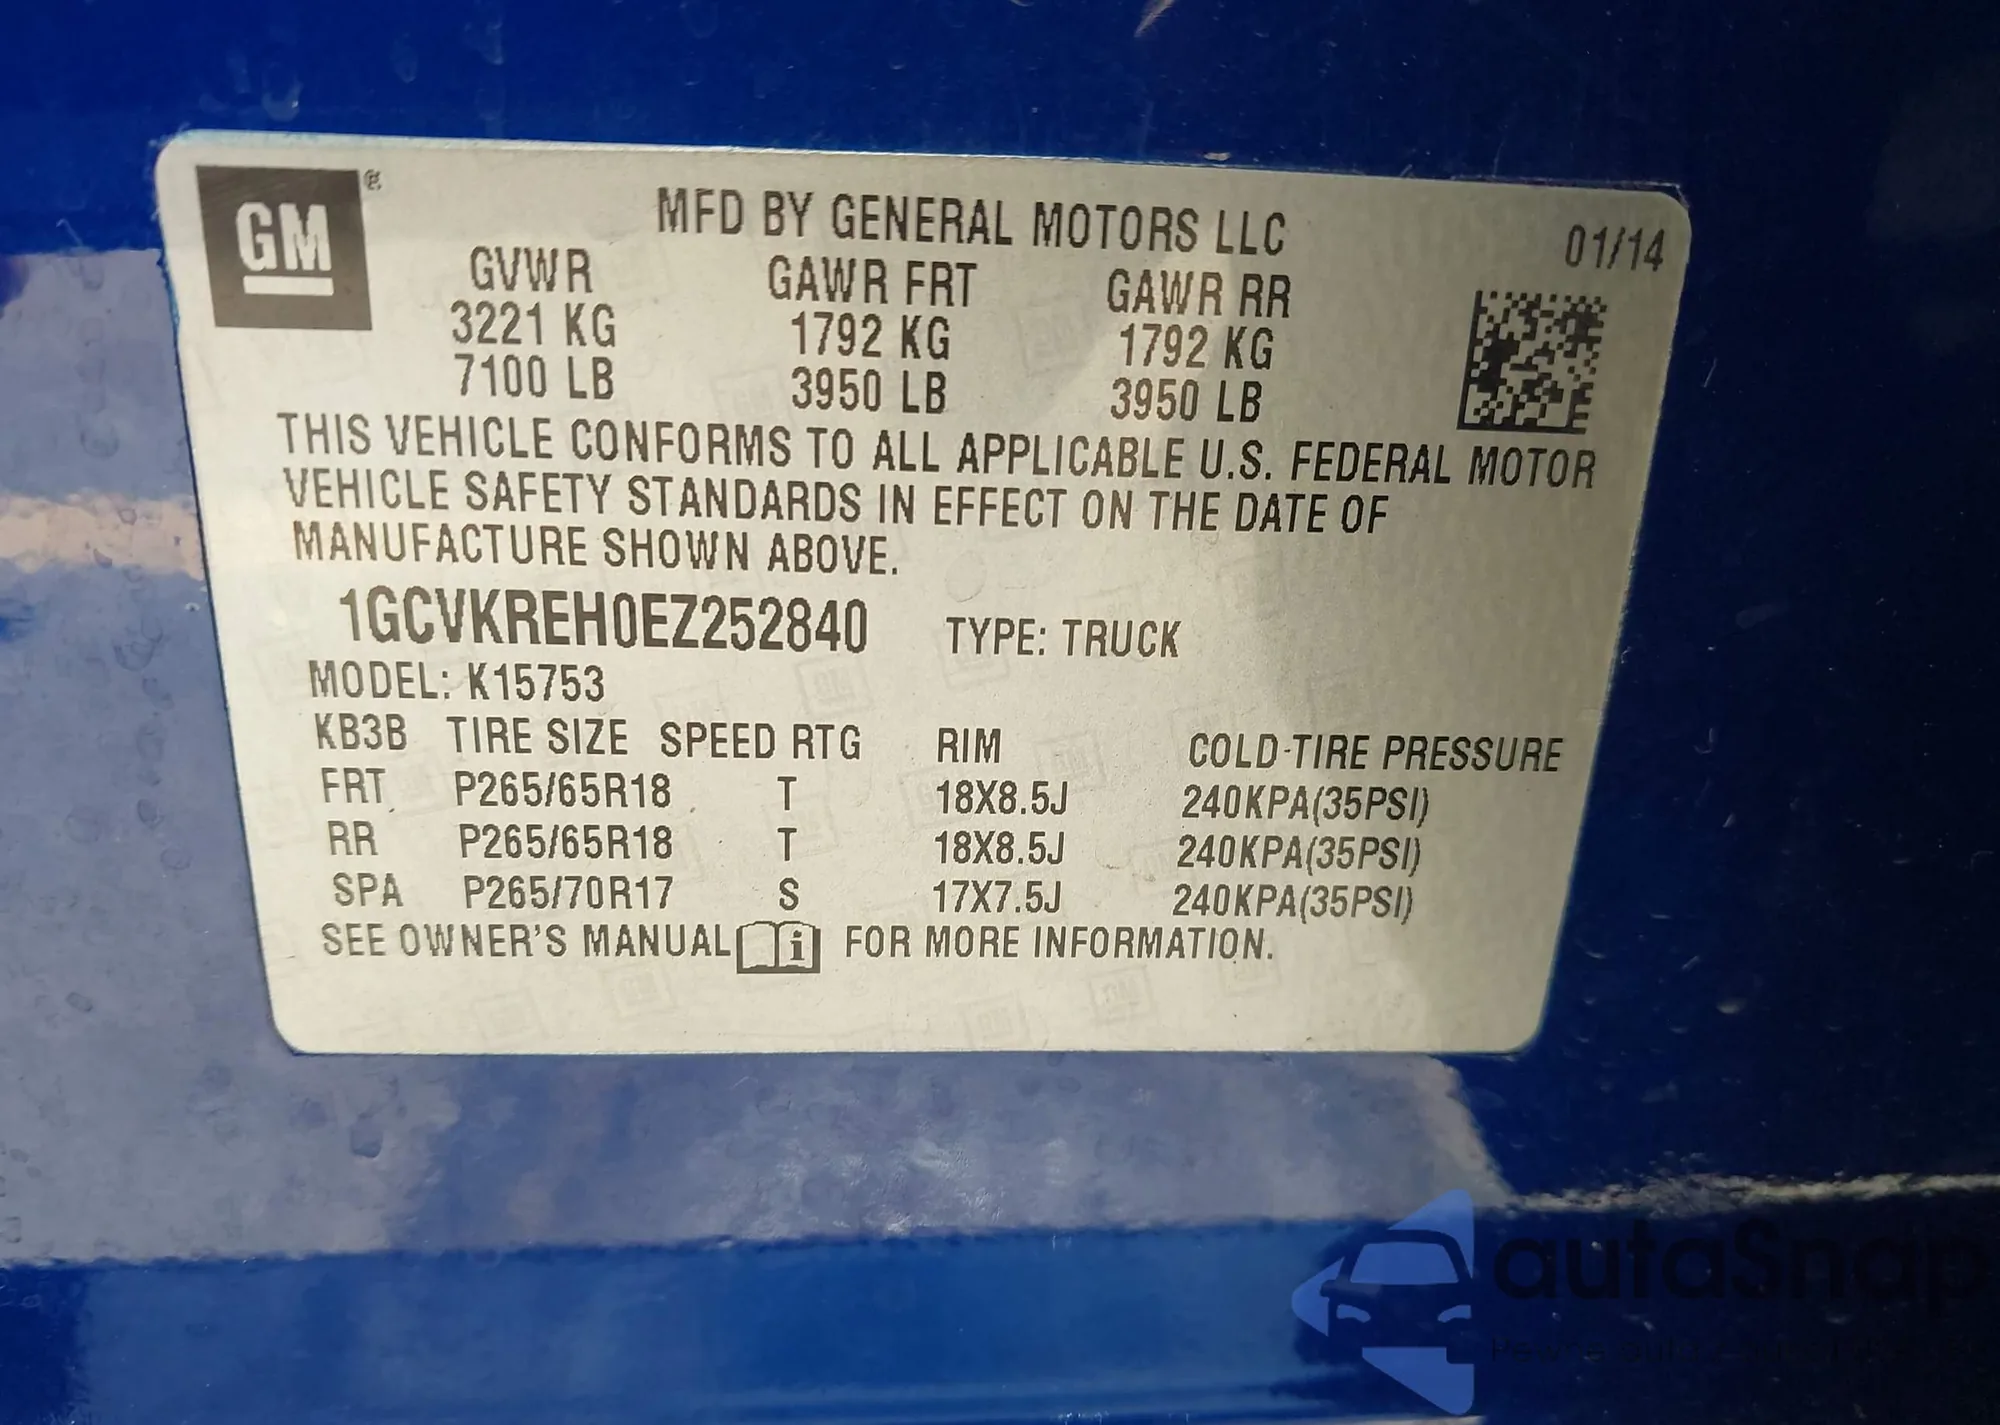 GM ®
MFD BY GENERAL MOTORS LLC 01/14
GVWR GAWR FRT GAWR RR
3221 KG 1792 KG 1792 KG
7100 LB 3950 LB 3950 LB
THIS VEHICLE CONFORMS TO ALL APPLICABLE U.S. FEDERAL MOTOR
VEHICLE SAFETY STANDARDS IN EFFECT ON THE DATE OF
MANUFACTURE SHOWN ABOVE.
1GCVKREH0EZ252840 TYPE: TRUCK
MODEL: K15753
KB3B TIRE SIZE SPEED RTG RIM COLD-TIRE PRESSURE
FRT P265/65R18 T 18X8.5J 240KPA(35PSI)
RR P265/65R18 T 18X8.5J 240KPA(35PSI)
SPA P265/70R17 S 17X7.5J 240KPA(35PSI)
SEE OWNER'S MANUAL i FOR MORE INFORMATION.
autaSnap